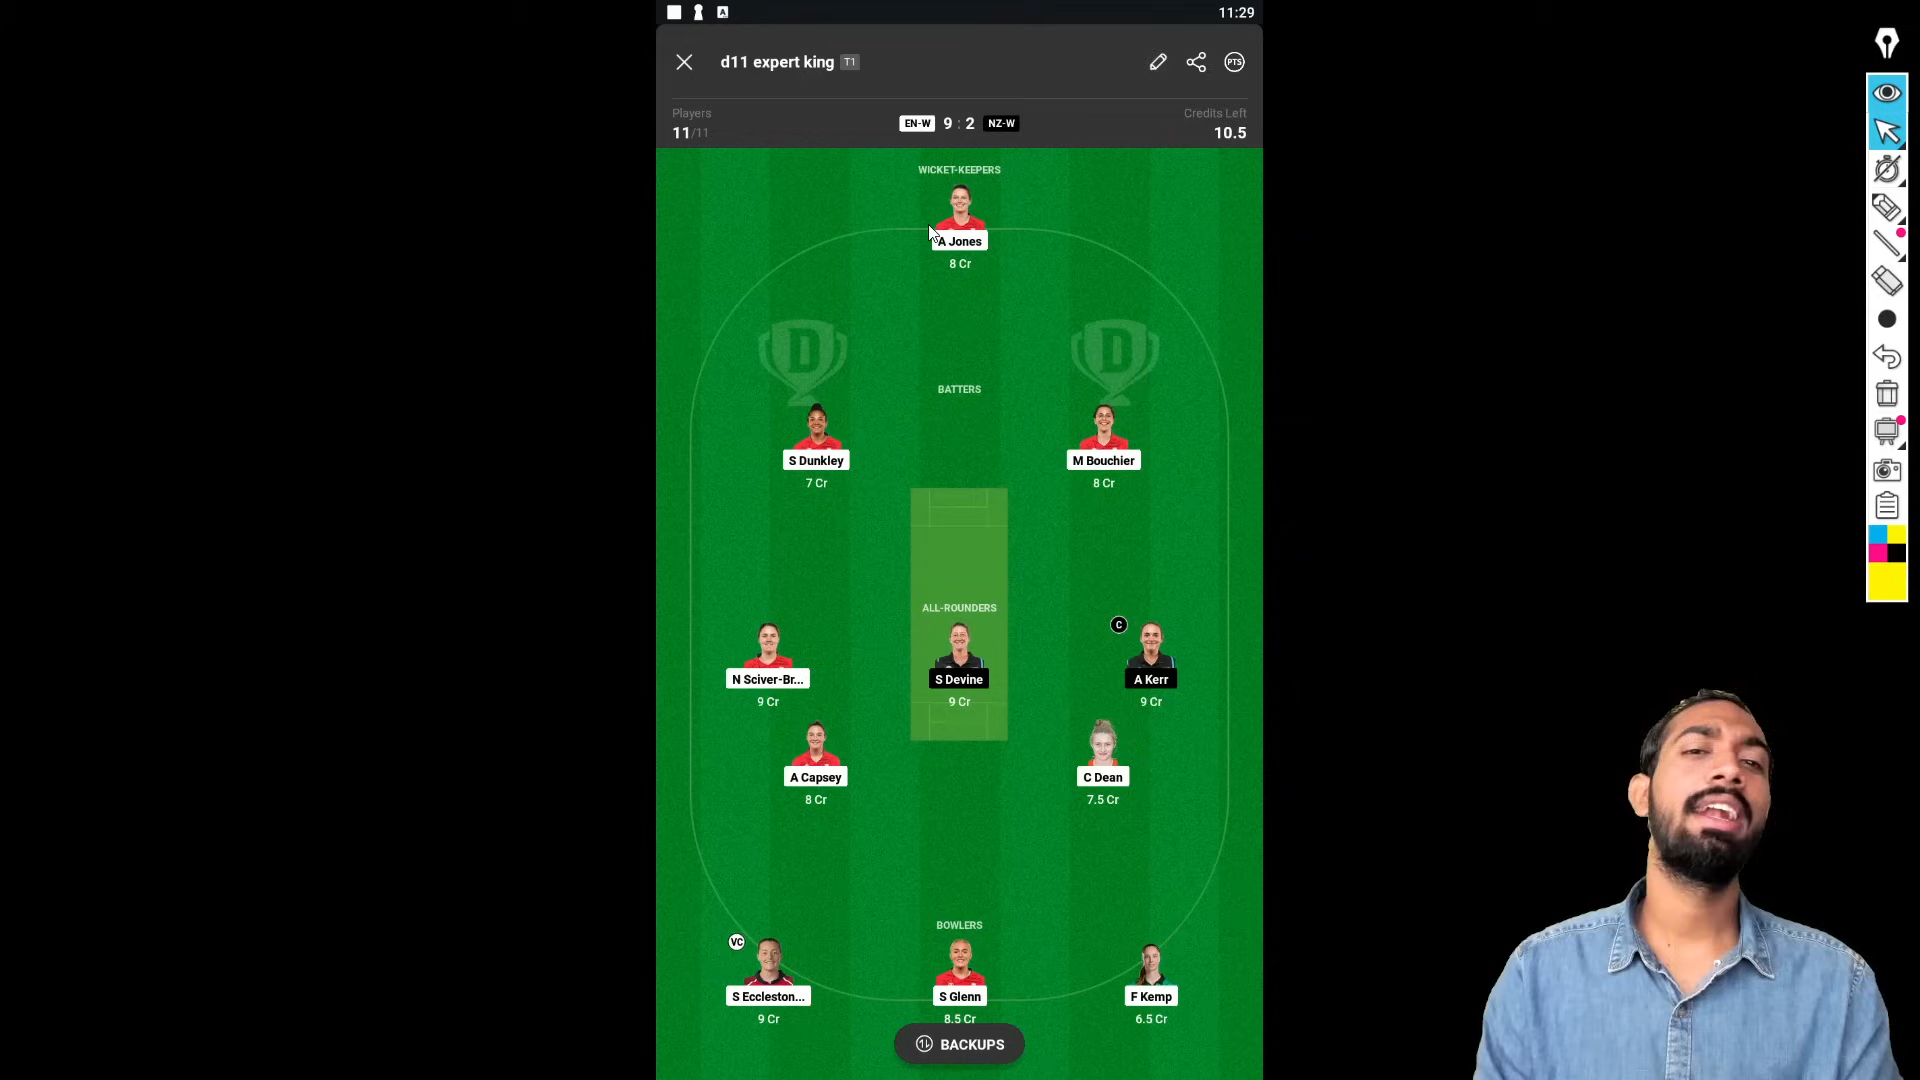 A
11:29
d11 expert king T1
PTS
Players
11/11
EN-W 9 : 2 NZ-W
Credits Left
10.5
WICKET-KEEPERS
A Jones
8 Cr
D D
BATTERS
S Dunkley
7 Cr
M Bouchier
8 Cr
ALL-ROUNDERS
C
N Sciver-Br...
9 Cr
S Devine
9 Cr
A Kerr
9 Cr
A Capsey
8 Cr
C Dean
7.5 Cr
BOWLERS
VC
S Eccleston...
9 Cr
S Glenn
8.5 Cr
F Kemp
6.5 Cr
BACKUPS